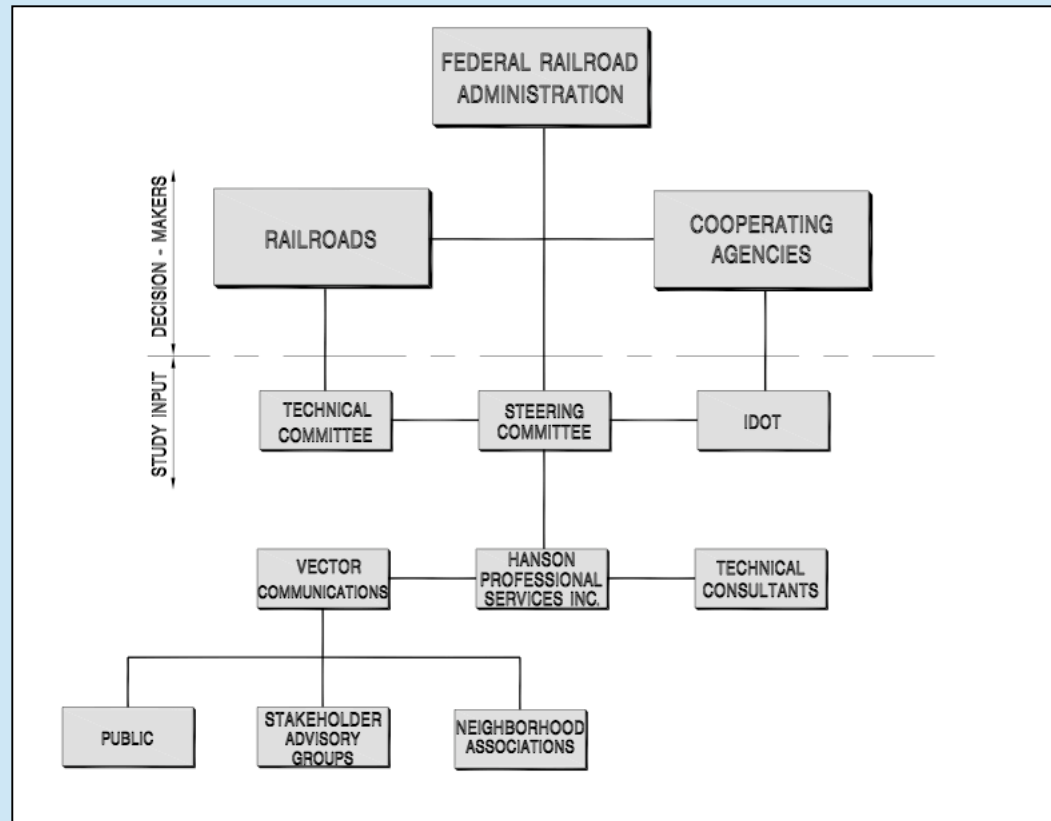 FEDERAL RAILROAD
ADMINISTRATION
DECISION - MAKERS
RAILROADS
COOPERATING
AGENCIES
STUDY INPUT
TECHNICAL
COMMITTEE
STEERING
COMMITTEE
IDOT
VECTOR
COMMUNICATIONS
HANSON
PROFESSIONAL
SERVICES INC.
TECHNICAL
CONSULTANTS
PUBLIC
STAKEHOLDER
ADVISORY
GROUPS
NEIGHBORHOOD
ASSOCIATIONS